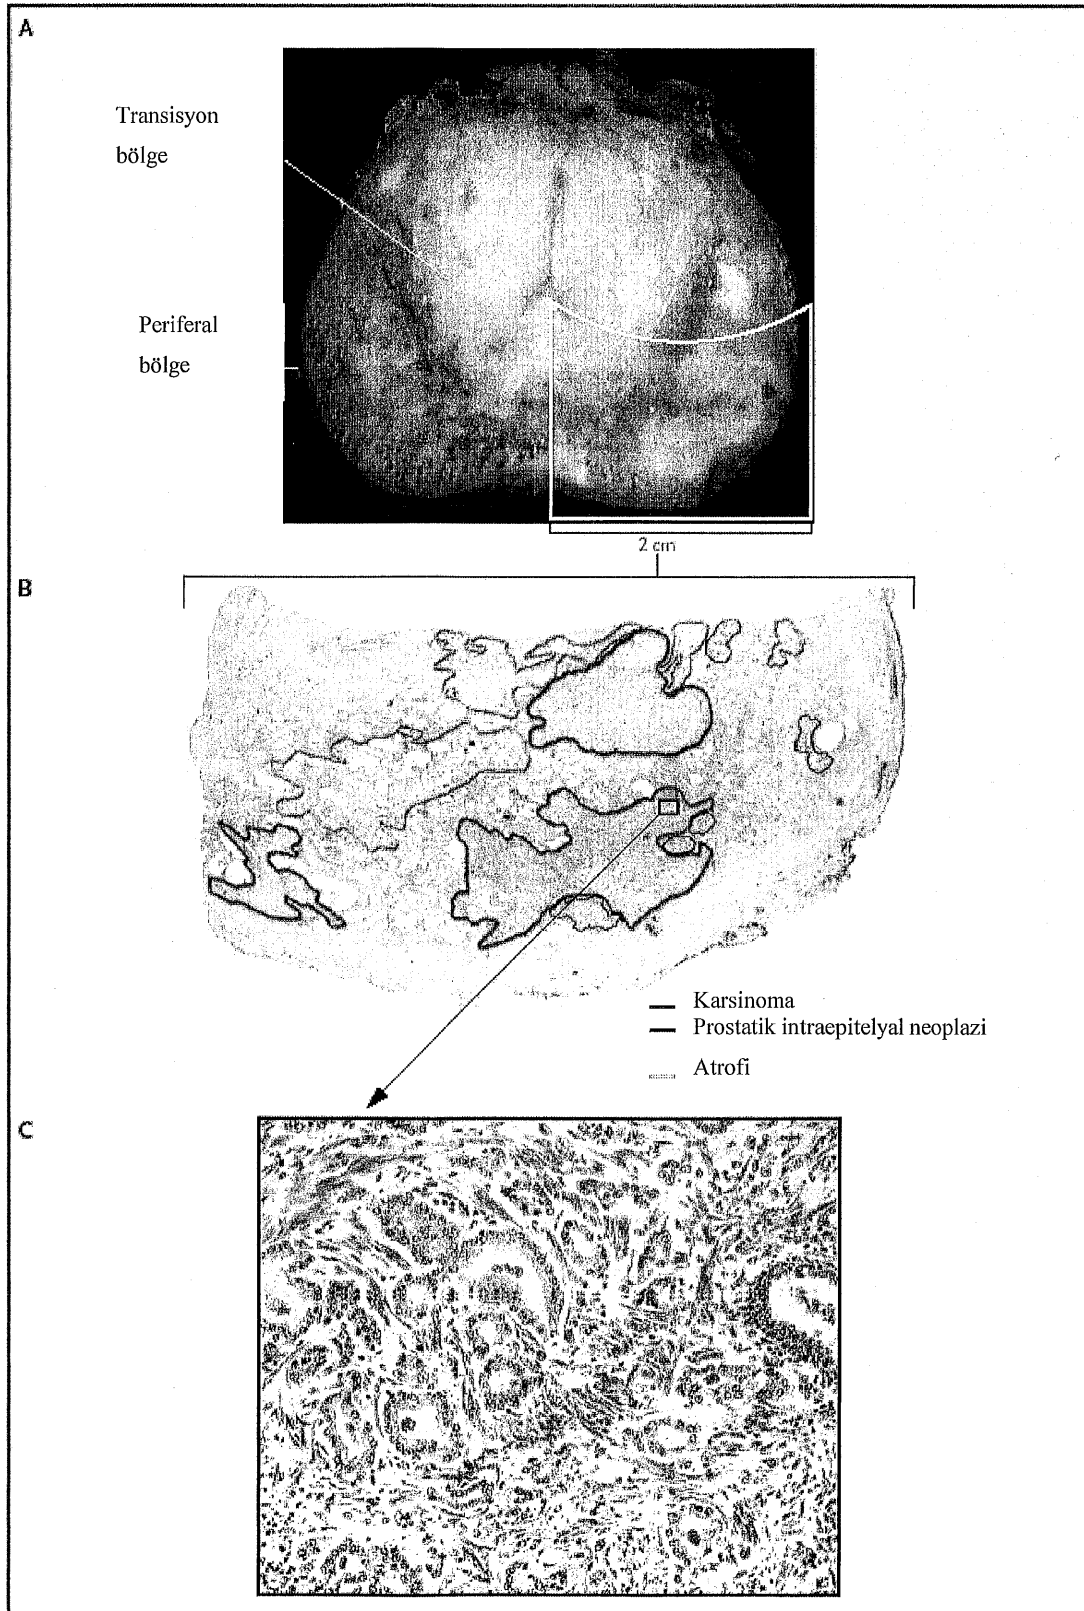 A
Transisyon
bölge
Periferal
bölge
2 cm
B
Karsinoma
Prostatik intraepitelyal neoplazi
Atrofi
C